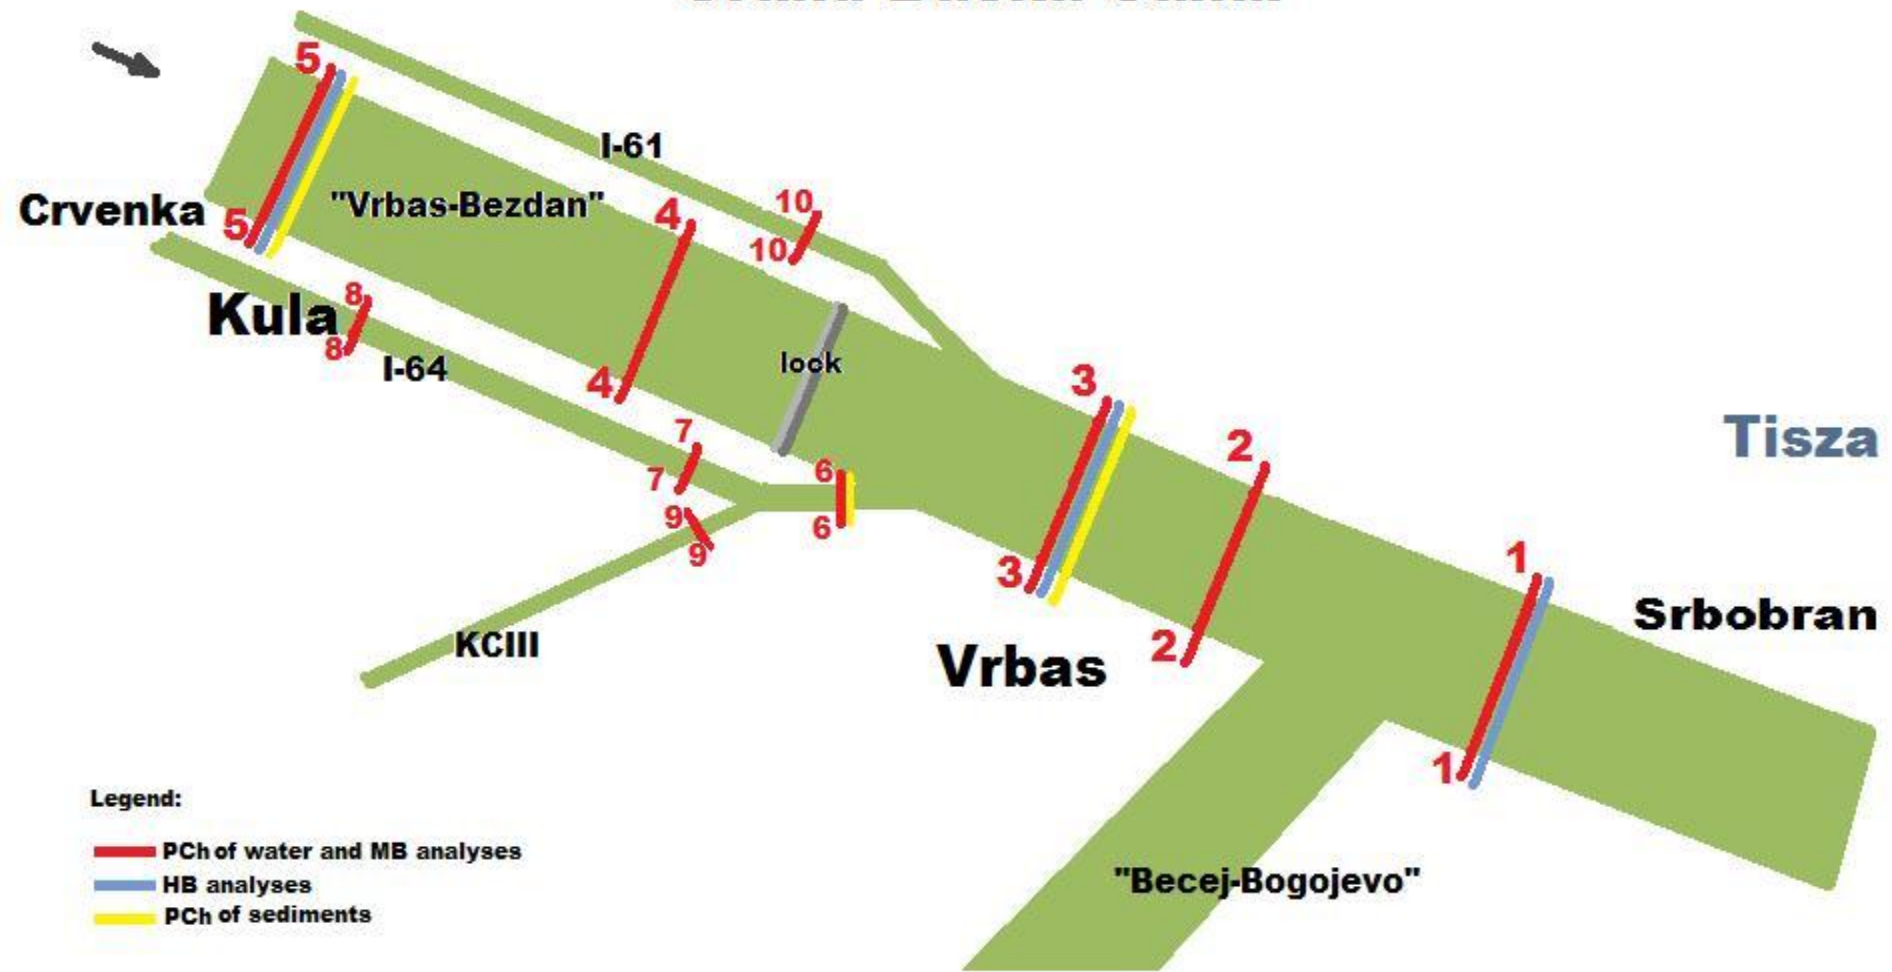 5
I-61
"Vrbas-Bezdan"
10
4
Crvenka
5
10
8
Kula
lock
8
I-64
4
3
7
2
Tisza
6
7
9
6
9
3
1
Srbobran
KCIII
Vrbas
2
1
Legend:
PCh of water and MB analyses
HB analyses
PCh of sediments
"Becej-Bogojevo"